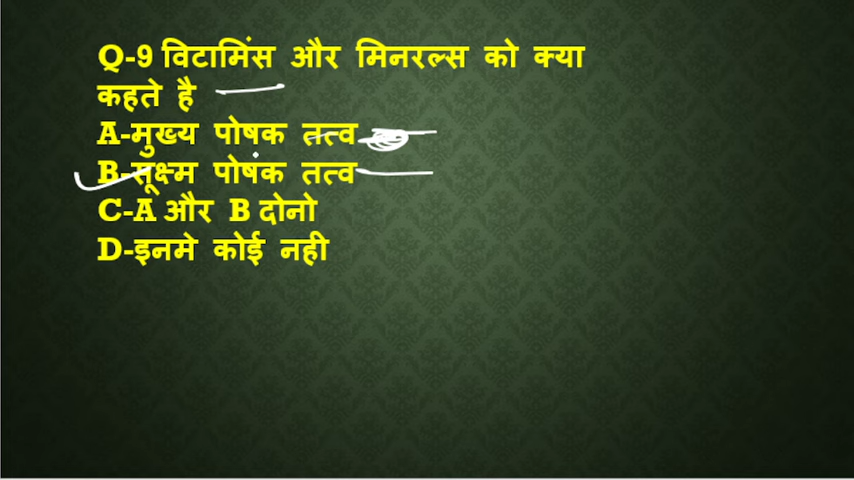 Q-9 विटामिंस और मिनरल्स को क्या
कहते है
A-मुख्य पोषक तत्व
B-सूक्ष्म पोषक तत्व
C-A और B दोनो
D-इनमे कोई नही